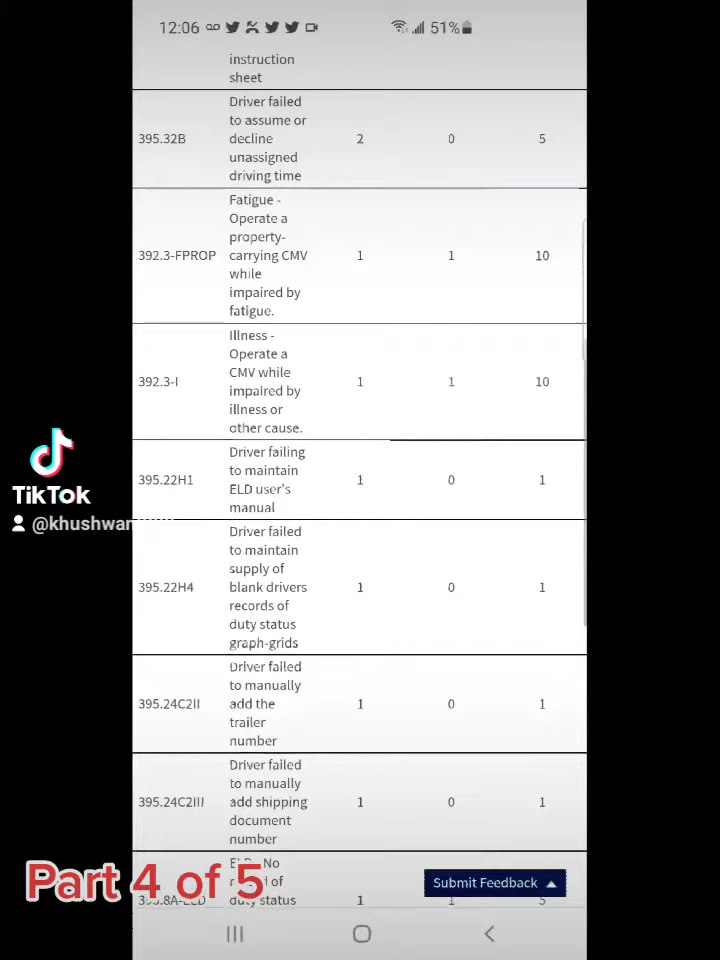 12:06
51%
instruction
sheet
395.32B
Driver failed
to assume or
decline
unassigned
driving time
2
0
5
392.3-FPROP
Fatigue -
Operate a
property-
carrying CMV
while
impaired by
fatigue.
1
1
10
392.3-I
Illness -
Operate a
CMV while
impaired by
illness or
other cause.
1
1
10
395.22H1
Driver failing
to maintain
ELD user's
manual
1
0
1
395.22H4
Driver failed
to maintain
supply of
blank drivers
records of
duty status
graph-grids
1
0
1
395.24C2II
Driver failed
to manually
add the
trailer
number
1
0
1
395.24C2III
Driver failed
to manually
add shipping
document
number
1
0
1
No
of
duty status
1
1
5
TikTok
Part 4 of 5
Submit Feedback